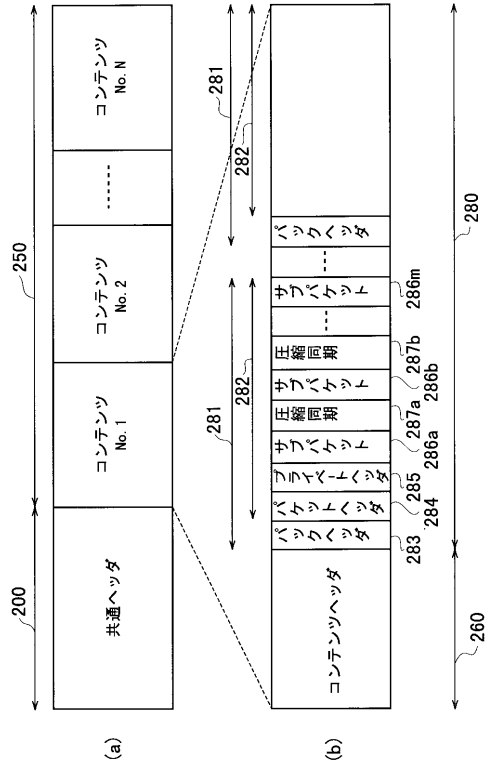 (a)
200
250
共通ヘッダ
コンテンツ
No. 1
コンテンツ
No. 2
コンテンツ
No. N
(b)
281
282
281
282
コンテンツヘッダ
パックヘッダ
パケットヘッダ
プライベートヘッダ
サブパケット
圧縮同期
サブパケット
圧縮同期
サブパケット
パックヘッダ
283
284
285
286a
287a
286b
287b
286m
260
280